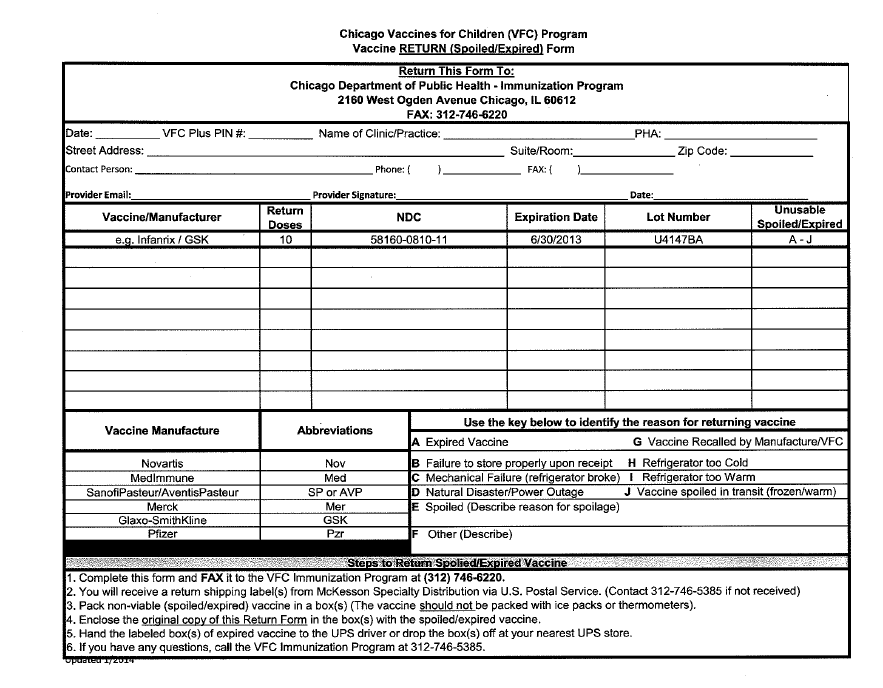 Chicago Vaccines for Children (VFC) Program
Vaccine RETURN (Spoiled/Expired) Form
Return This Form To:
Chicago Department of Public Health - Immunization Program
2160 West Ogden Avenue Chicago, IL 60612
FAX: 312-746-6220
Date: __________ VFC Plus PIN #: __________ Name of Clinic/Practice: ______________________________ PHA: ______________________
Street Address: ______________________________ Suite/Room: ____________ Zip Code: ____________
Contact Person: ______________________________ Phone: ( ) ____________ FAX: ( ) ____________
Provider Email: ______________________________ Provider Signature: ______________________________ Date: ____________________
Vaccine/Manufacturer Return Doses NDC Expiration Date Lot Number Unusable Spoiled/Expired
e.g. Infanrix / GSK 10 58160-0810-11 6/30/2013 U4147BA A - J
Vaccine Manufacture Abbreviations Use the key below to identify the reason for returning vaccine
A Expired Vaccine G Vaccine Recalled by Manufacture/VFC
Novartis Nov B Failure to store properly upon receipt H Refrigerator too Cold
MedImmune Med C Mechanical Failure (refrigerator broke) I Refrigerator too Warm
SanofiPasteur/AventisPasteur SP or AVP D Natural Disaster/Power Outage J Vaccine spoiled in transit (frozen/warm)
Merck Mer E Spoiled (Describe reason for spoilage)
Glaxo-SmithKline GSK
Pfizer Pzr F Other (Describe)
Steps to Return Spolied/Expired Vaccine
1. Complete this form and FAX it to the VFC Immunization Program at (312) 746-6220.
2. You will receive a return shipping label(s) from McKesson Specialty Distribution via U.S. Postal Service. (Contact 312-746-5385 if not received)
3. Pack non-viable (spoiled/expired) vaccine in a box(s) (The vaccine should not be packed with ice packs or thermometers).
4. Enclose the original copy of this Return Form in the box(s) with the spoiled/expired vaccine.
5. Hand the labeled box(s) of expired vaccine to the UPS driver or drop the box(s) off at your nearest UPS store.
6. If you have any questions, call the VFC Immunization Program at 312-746-5385.
Updated 1/2014